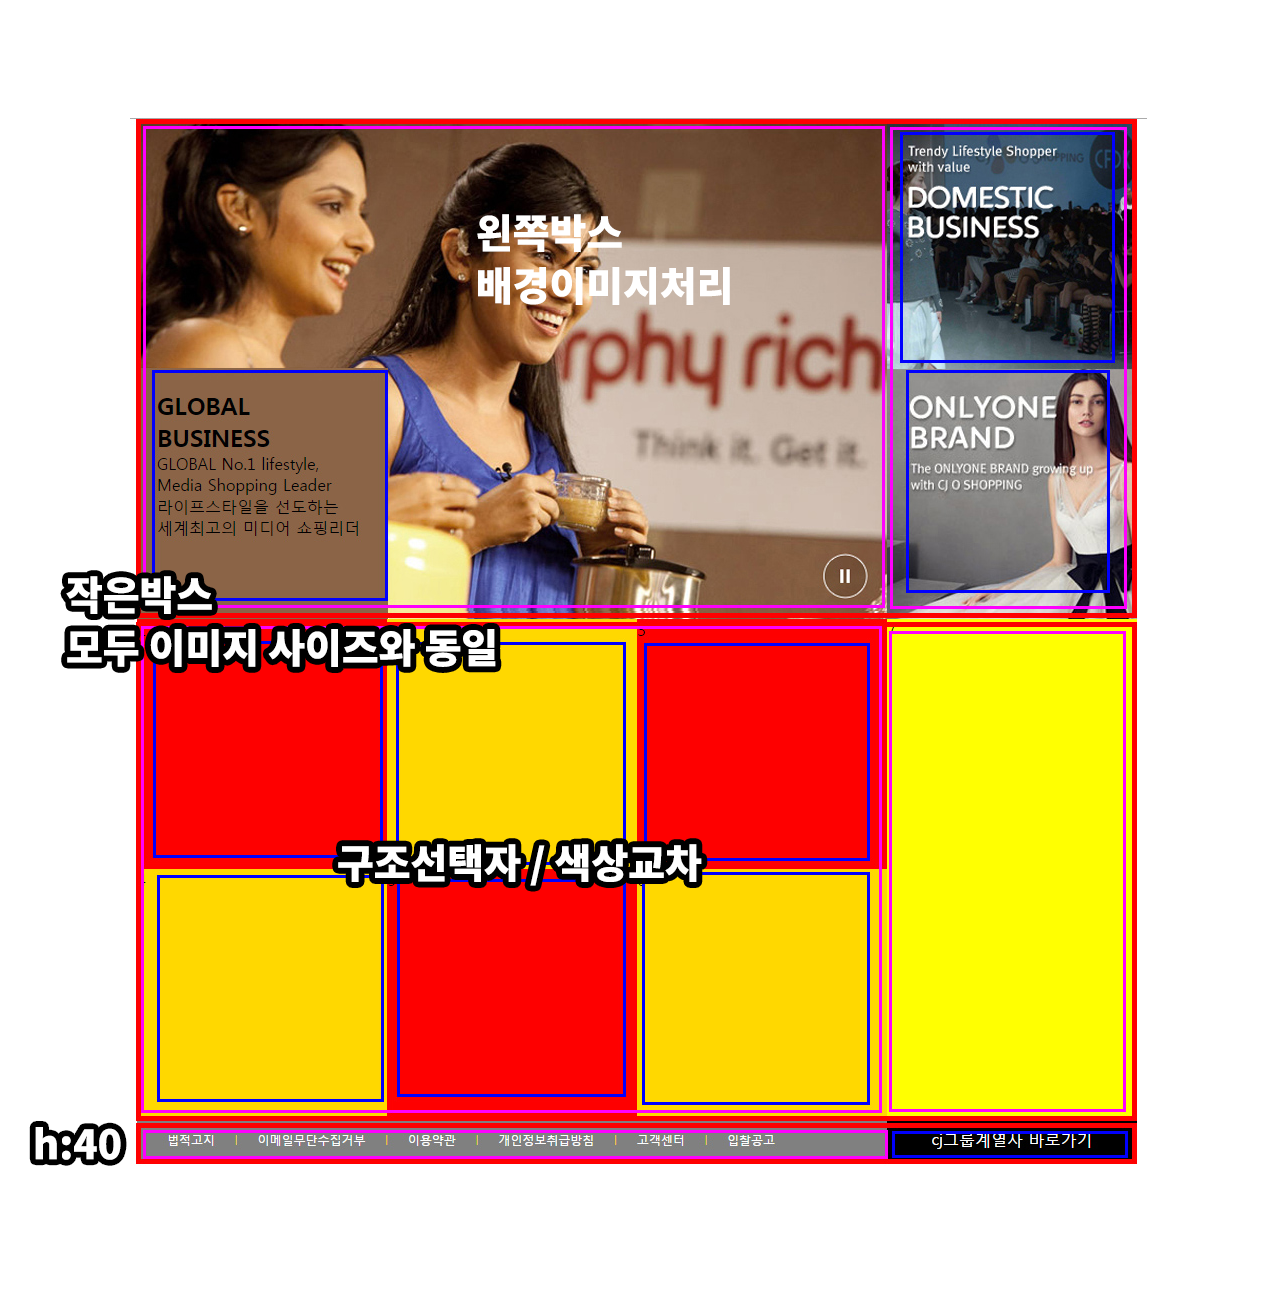 왼쪽박스
배경이미지처리
rphy rich
Think it. Get it.
Trendy Lifestyle Shopper
with value
DOMESTIC
BUSINESS
GLOBAL
BUSINESS
GLOBAL No.1 lifestyle,
Media Shopping Leader
라이프스타일을 선도하는
세계최고의 미디어 쇼핑리더
ONLYONE
BRAND
The ONLYONE BRAND growing up
with CJ O SHOPPING
작은박스
모두 이미지 사이즈와 동일
구조선택자 / 색상교차
h:40
법적고지 | 이메일무단수집거부 | 이용약관 | 개인정보취급방침 | 고객센터 | 입찰공고
cj그룹계열사 바로가기